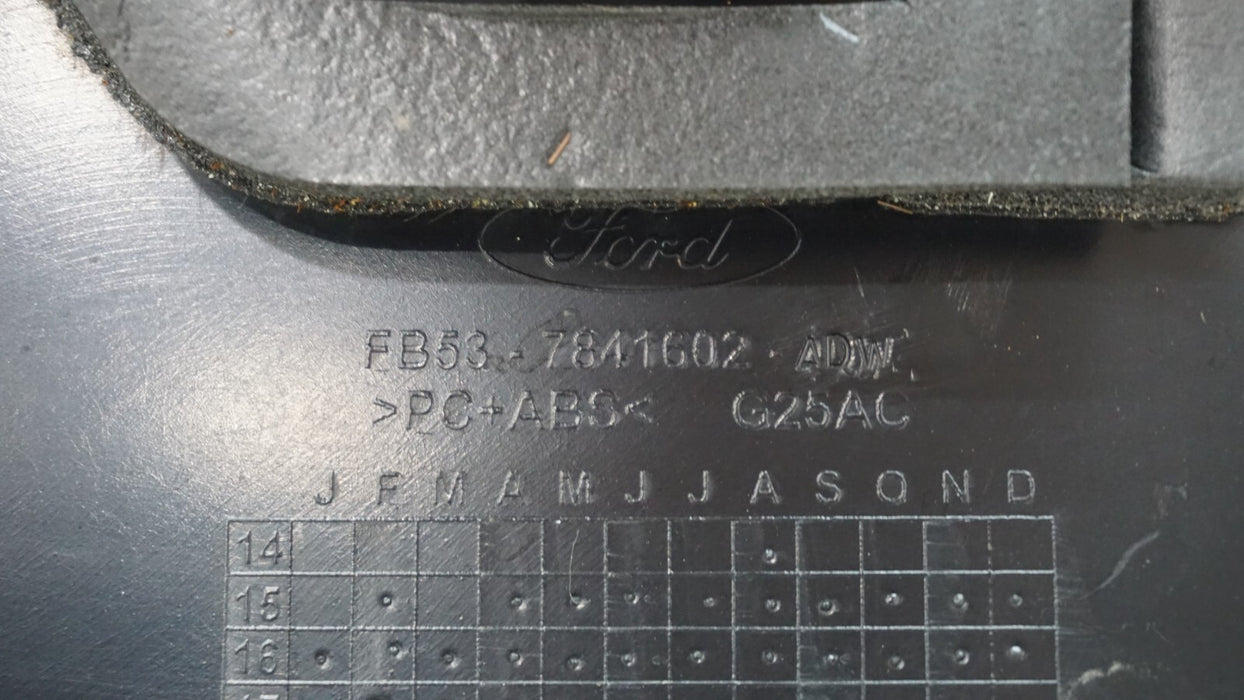 Ford
FB53-7841602-ADW
>PC+ABS< G25AC
J F M A M J J A S O N D
14
15
16